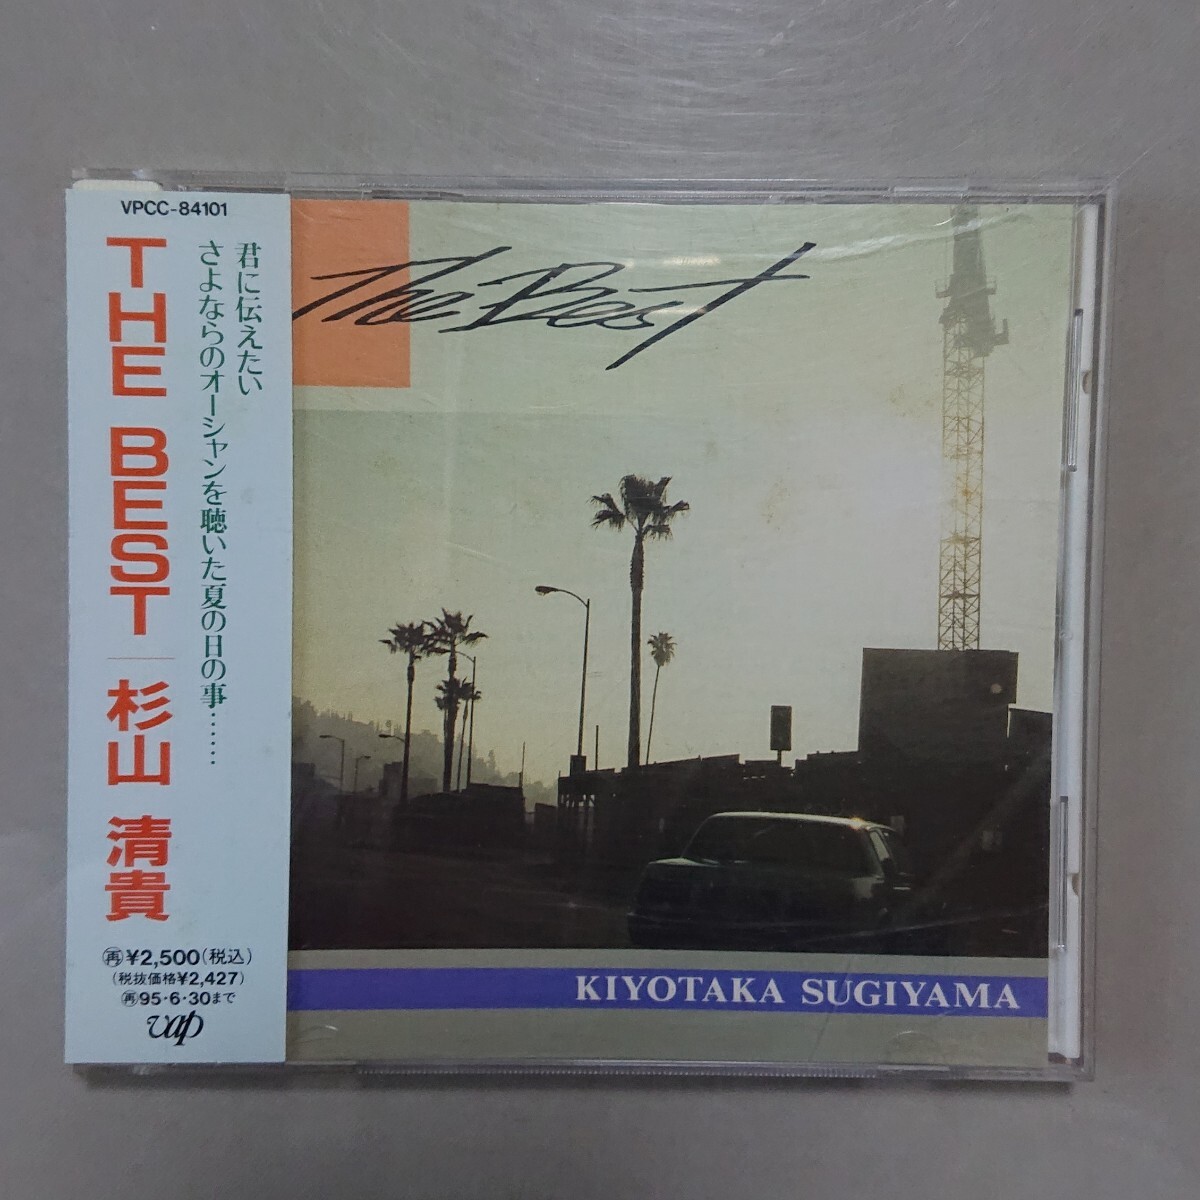 VPCC-84101
君に伝えたい
さよならのオーシャンを聴いた夏の日の事……
THE BEST
杉山 清貴
再¥2,500(税込)
(税抜価格¥2,427)
再95・6・30まで
vap
The Best
KIYOTAKA SUGIYAMA